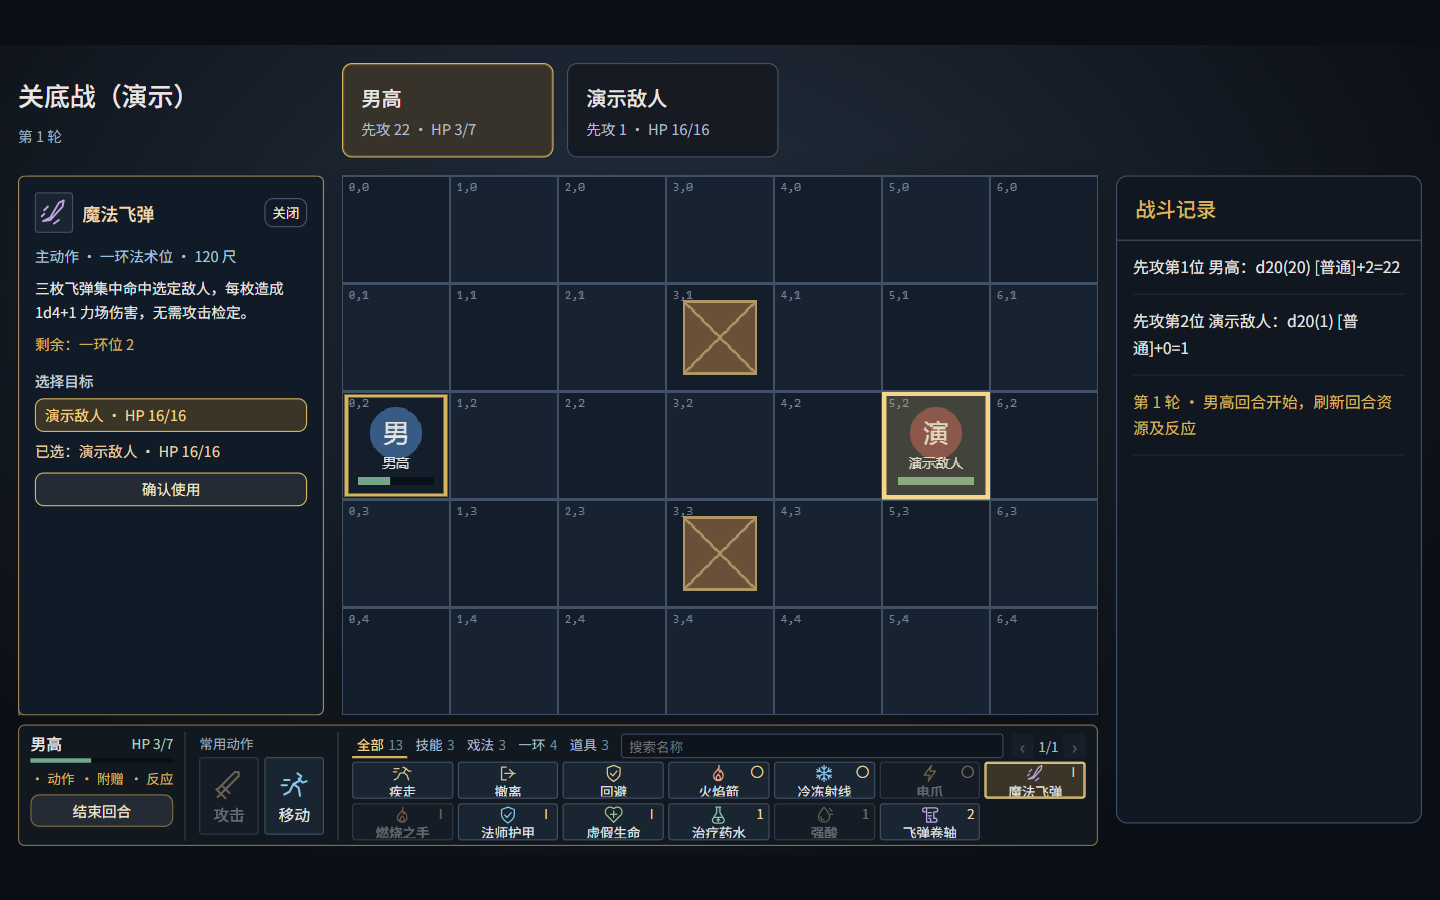 关底战（演示）
第 1 轮
男高
先攻 22 · HP 3/7
演示敌人
先攻 1 · HP 16/16
魔法飞弹
关闭
主动作 · 一环法术位 · 120 尺
三枚飞弹集中命中选定敌人，每枚造成
1d4+1 力场伤害，无需攻击检定。
剩余：一环位 2
选择目标
演示敌人 · HP 16/16
已选：演示敌人 · HP 16/16
确认使用
0,0 1,0 2,0 3,0 4,0 5,0 6,0
0,1 1,1 2,1 3,1 4,1 5,1 6,1
0,2 1,2 2,2 3,2 4,2 5,2 6,2
男
男高
演
演示敌人
0,3 1,3 2,3 3,3 4,3 5,3 6,3
0,4 1,4 2,4 3,4 4,4 5,4 6,4
战斗记录
先攻第1位 男高：d20(20) [普通]+2=22
先攻第2位 演示敌人：d20(1) [普
通]+0=1
第 1 轮 · 男高回合开始，刷新回合资
源及反应
男高 HP 3/7
· 动作 · 附赠 · 反应
结束回合
常用动作
攻击
移动
全部 13 技能 3 戏法 3 一环 4 道具 3
搜索名称
‹ 1/1 ›
疾走
撤离
回避
火焰箭
冷冻射线
电爪
魔法飞弹 I
燃烧之手 I
法师护甲 I
虚假生命 I
治疗药水 1
强酸 1
飞弹卷轴 2